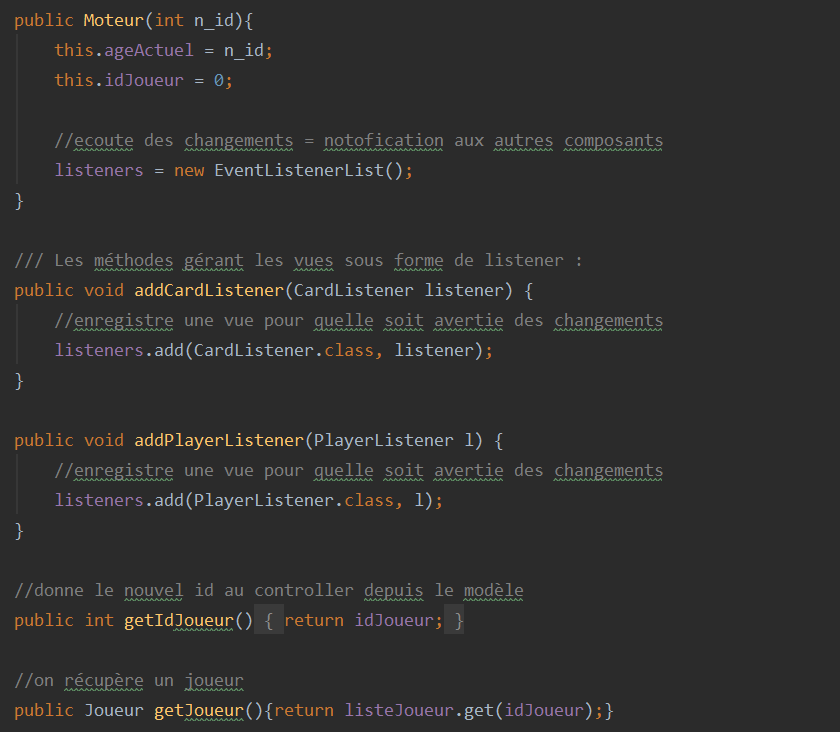 public Moteur(int n_id){
this.ageActuel = n_id;
this.idJoueur = 0;
//ecoute des changements = notofication aux autres composants
listeners = new EventListenerList();
}
/// Les méthodes gérant les vues sous forme de listener :
public void addCardListener(CardListener listener) {
//enregistre une vue pour quelle soit avertie des changements
listeners.add(CardListener.class, listener);
}
public void addPlayerListener(PlayerListener l) {
//enregistre une vue pour quelle soit avertie des changements
listeners.add(PlayerListener.class, l);
}
//donne le nouvel id au controller depuis le modèle
public int getIdJoueur() { return idJoueur; }
//on récupère un joueur
public Joueur getJoueur(){return listeJoueur.get(idJoueur);}